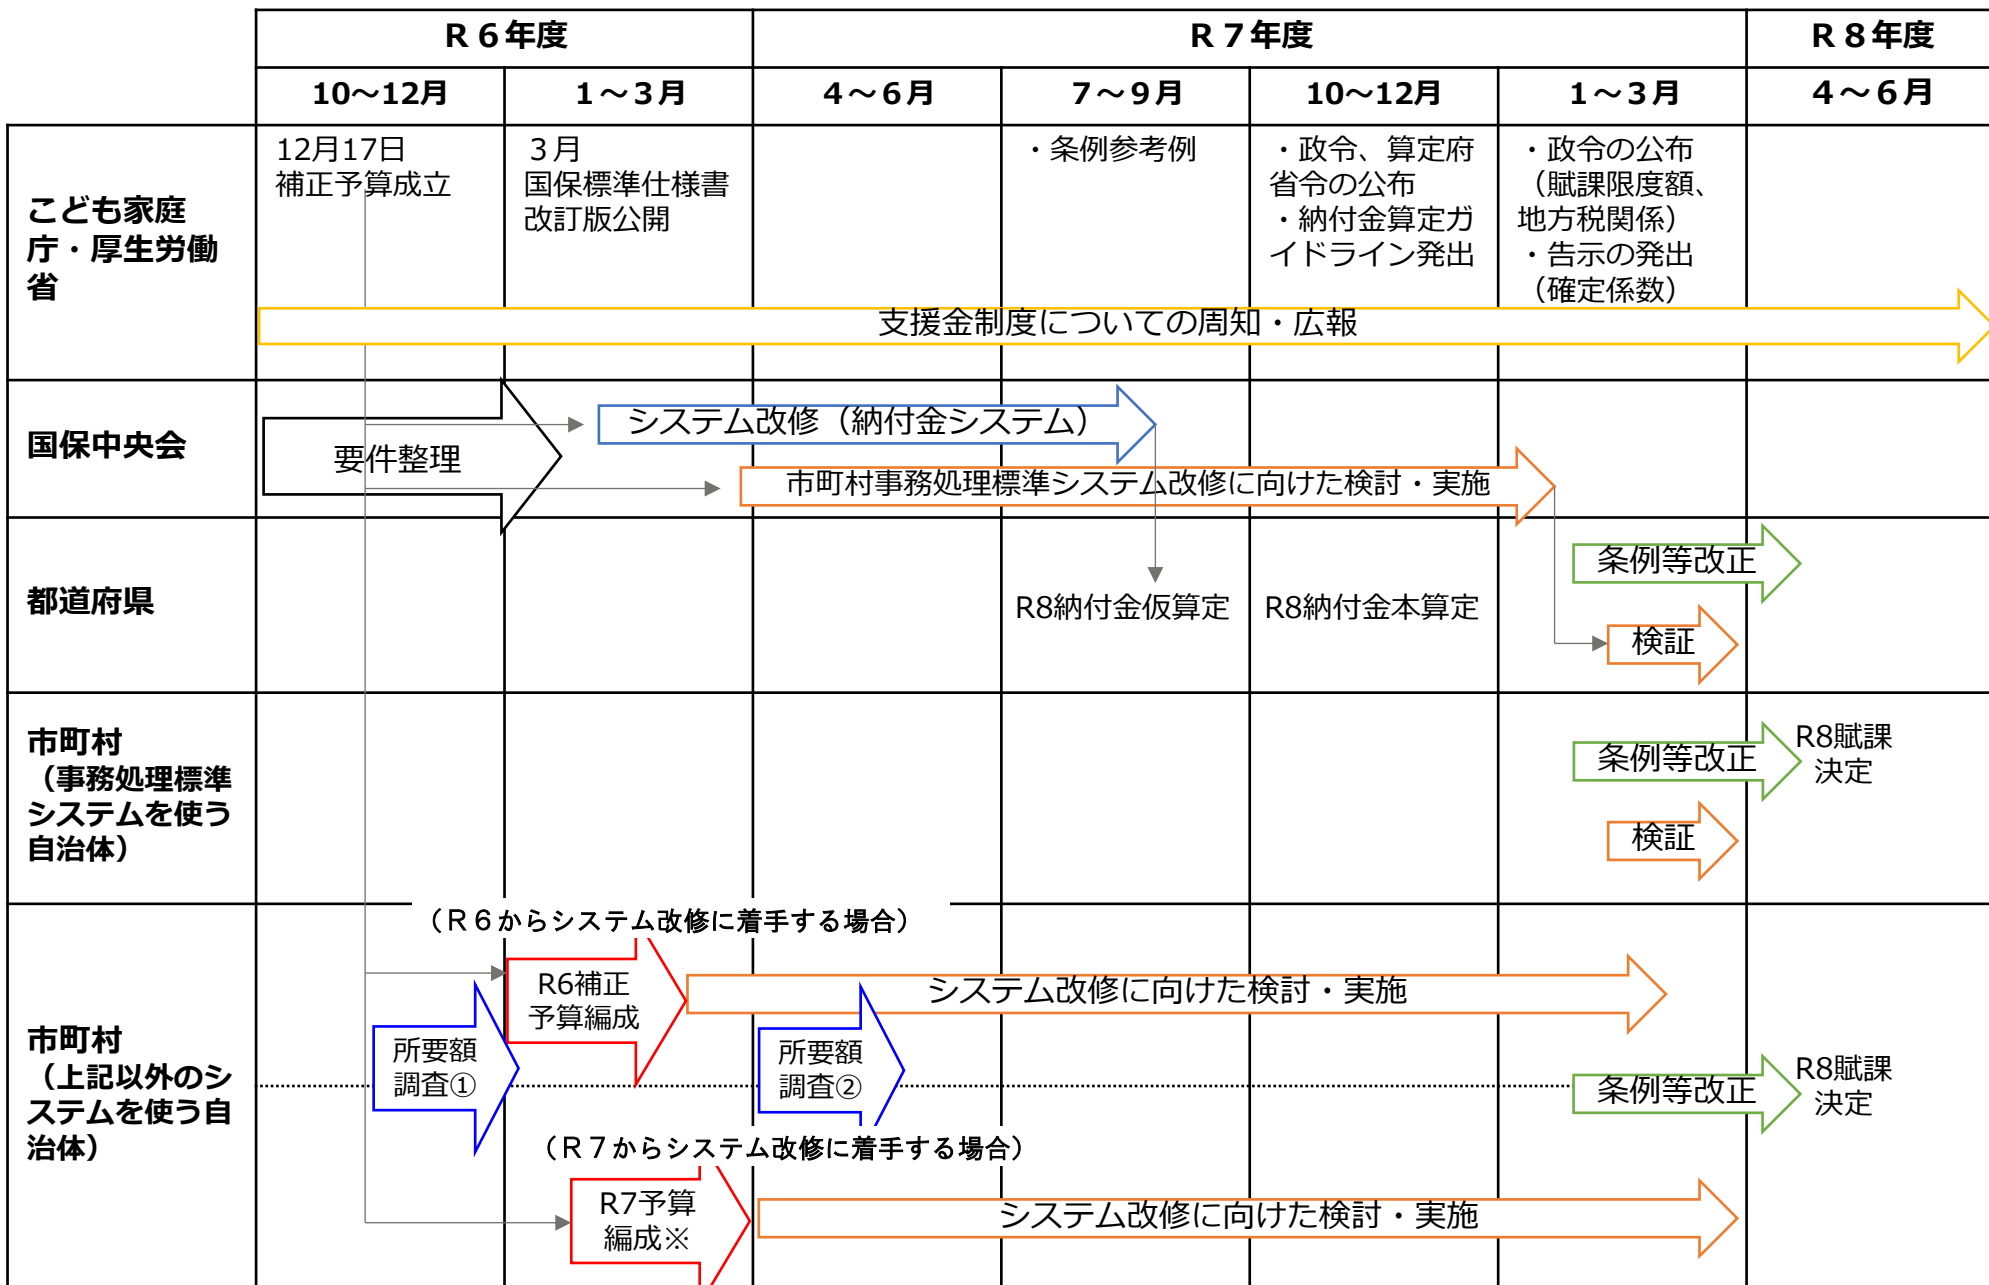 Ｒ６年度
Ｒ７年度
Ｒ８年度
10～12月
１～３月
４～６月
７～９月
10～12月
１～３月
４～６月
こども家庭
庁・厚生労働
省
12月17日
補正予算成立
３月
国保標準仕様書
改訂版公開
・条例参考例
・政令、算定府
省令の公布
・納付金算定ガ
イドライン発出
・政令の公布
（賦課限度額、
地方税関係）
・告示の発出
（確定係数）
支援金制度についての周知・広報
国保中央会
要件整理
システム改修（納付金システム）
市町村事務処理標準システム改修に向けた検討・実施
都道府県
R8納付金仮算定
R8納付金本算定
条例等改正
検証
市町村
（事務処理標準
システムを使う
自治体）
条例等改正
R8賦課
決定
検証
市町村
（上記以外のシ
ステムを使う自
治体）
（Ｒ６からシステム改修に着手する場合）
R6補正
予算編成
システム改修に向けた検討・実施
所要額
調査①
所要額
調査②
条例等改正
R8賦課
決定
（Ｒ７からシステム改修に着手する場合）
R7予算
編成※
システム改修に向けた検討・実施